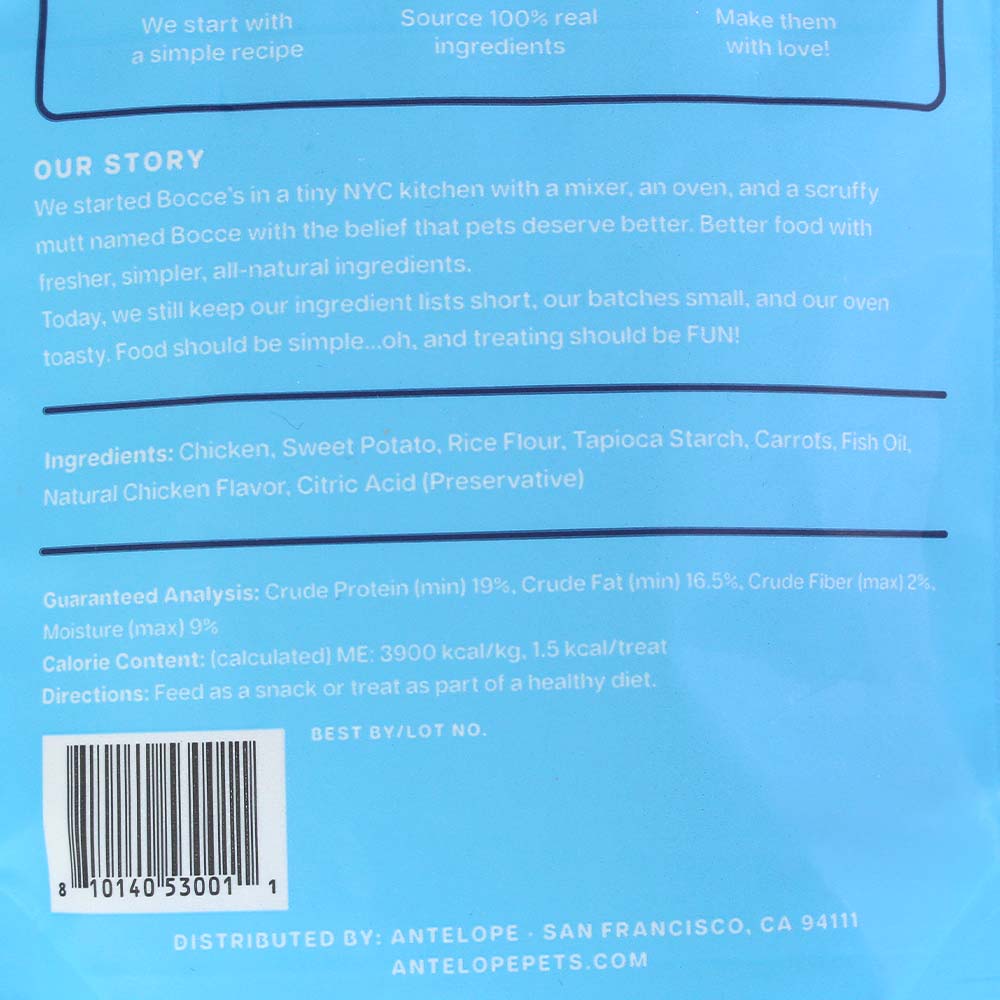 We start with
a simple recipe
Source 100% real
ingredients
Make them
with love!
OUR STORY
We started Bocce's in a tiny NYC kitchen with a mixer, an oven, and a scruffy
mutt named Bocce with the belief that pets deserve better. Better food with
fresher, simpler, all-natural ingredients.
Today, we still keep our ingredient lists short, our batches small, and our oven
toasty. Food should be simple...oh, and treating should be FUN!
Ingredients: Chicken, Sweet Potato, Rice Flour, Tapioca Starch, Carrots, Fish Oil,
Natural Chicken Flavor, Citric Acid (Preservative)
Guaranteed Analysis: Crude Protein (min) 19%, Crude Fat (min) 16.5%, Crude Fiber (max) 2%,
Moisture (max) 9%
Calorie Content: (calculated) ME: 3900 kcal/kg, 1.5 kcal/treat
Directions: Feed as a snack or treat as part of a healthy diet.
BEST BY/LOT NO.
8 10140 53001 1
DISTRIBUTED BY: ANTELOPE · SAN FRANCISCO, CA 94111
ANTELOPEPETS.COM